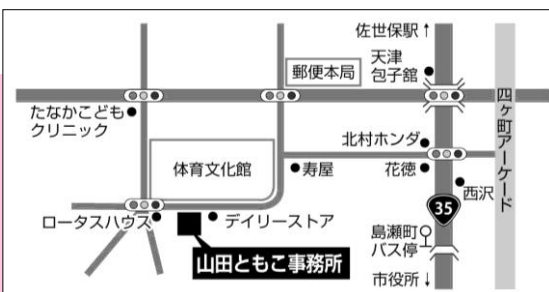 佐世保駅↑
天津
包子館
郵便本局
四ヶ町アーケード
たなかこども
クリニック
北村ホンダ
体育文化館
寿屋
花徳
西沢
35
ロータスハウス
デイリーストア
島瀬町
バス停
山田ともこ事務所
市役所↓